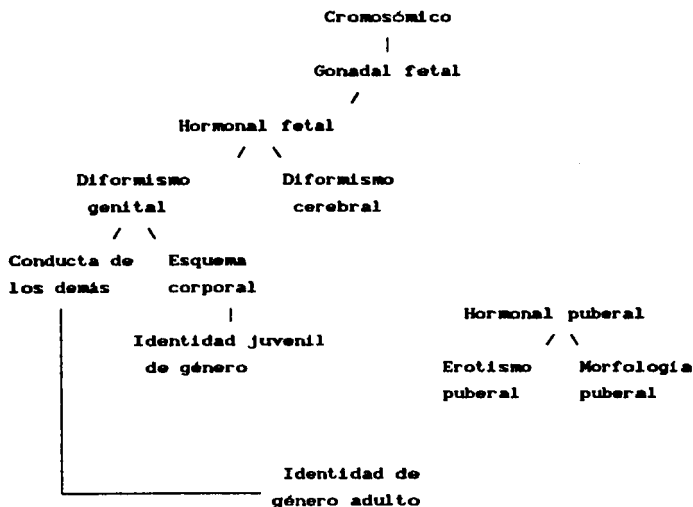 Cromosómico
Gonadal fetal
Hormonal fetal
Diformismo genital
Diformismo cerebral
Conducta de los demás
Esquema corporal
Identidad juvenil de género
Hormonal puberal
Erotismo puberal
Morfología puberal
Identidad de género adulto